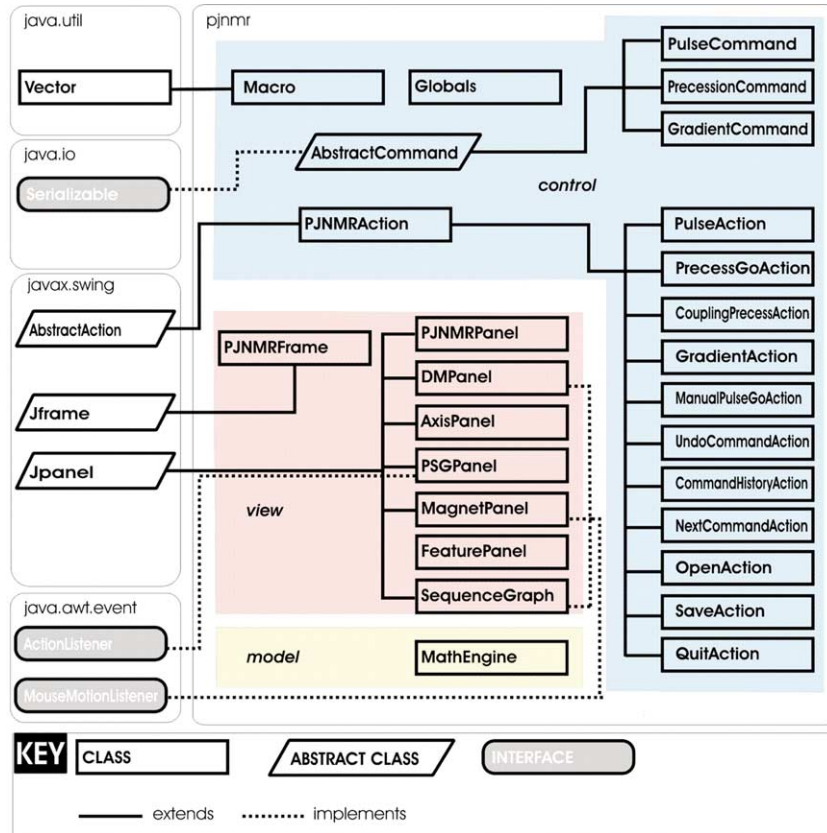 java.util
Vector
java.io
Serializable
javax.swing
AbstractAction
Jframe
Jpanel
java.awt.event
ActionListener
MouseMotionListener
pjnmr
Macro
Globals
AbstractCommand
PJNMRAction
control
PulseCommand
PrecessionCommand
GradientCommand
PulseAction
PrecessGoAction
CouplingPrecessAction
GradientAction
ManualPulseGoAction
UndoCommandAction
CommandHistoryAction
NextCommandAction
OpenAction
SaveAction
QuitAction
PJNMRFrame
view
PJNMRPanel
DMPanel
AxisPanel
PSGPanel
MagnetPanel
FeaturePanel
SequenceGraph
model
MathEngine
KEY
CLASS
ABSTRACT CLASS
INTERFACE
extends
implements